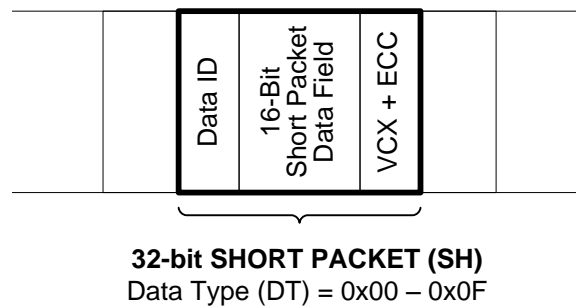 Data ID
16-Bit
Short Packet
Data Field
VCX + ECC
32-bit SHORT PACKET (SH)
Data Type (DT) = 0x00 – 0x0F